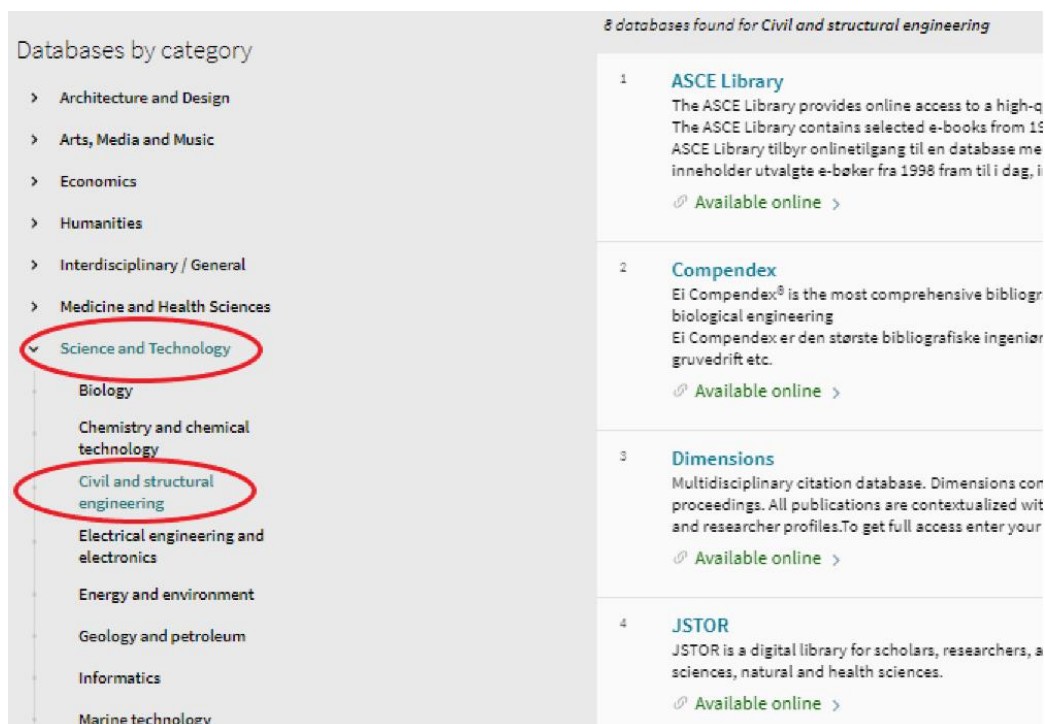 Databases by category
Architecture and Design
Arts, Media and Music
Economics
Humanities
Interdisciplinary / General
Medicine and Health Sciences
Science and Technology
Biology
Chemistry and chemical
technology
Civil and structural
engineering
Electrical engineering and
electronics
Energy and environment
Geology and petroleum
Informatics
Marine technology
8 databases found for Civil and structural engineering
1
ASCE Library
The ASCE Library provides online access to a high-q
The ASCE Library contains selected e-books from 19
ASCE Library tilbyr onlinetilgang til en database me
inneholder utvalgte e-bøker fra 1998 fram til i dag, i
Available online >
2
Compendex
Ei Compendex® is the most comprehensive bibliogr
biological engineering
Ei Compendex er den største bibliografiske ingeniør
gruvedrift etc.
Available online >
3
Dimensions
Multidisciplinary citation database. Dimensions con
proceedings. All publications are contextualized wit
and researcher profiles.To get full access enter your
Available online >
4
JSTOR
JSTOR is a digital library for scholars, researchers, a
sciences, natural and health sciences.
Available online >